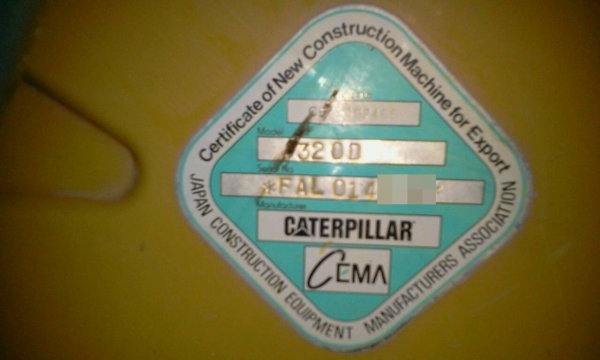 Certificate of New Construction Machine for Export
Model
320D
Serial No.
*FAL014
Manufacturer
CATERPILLAR
CEMA
JAPAN CONSTRUCTION EQUIPMENT MANUFACTURERS ASSOCIATION